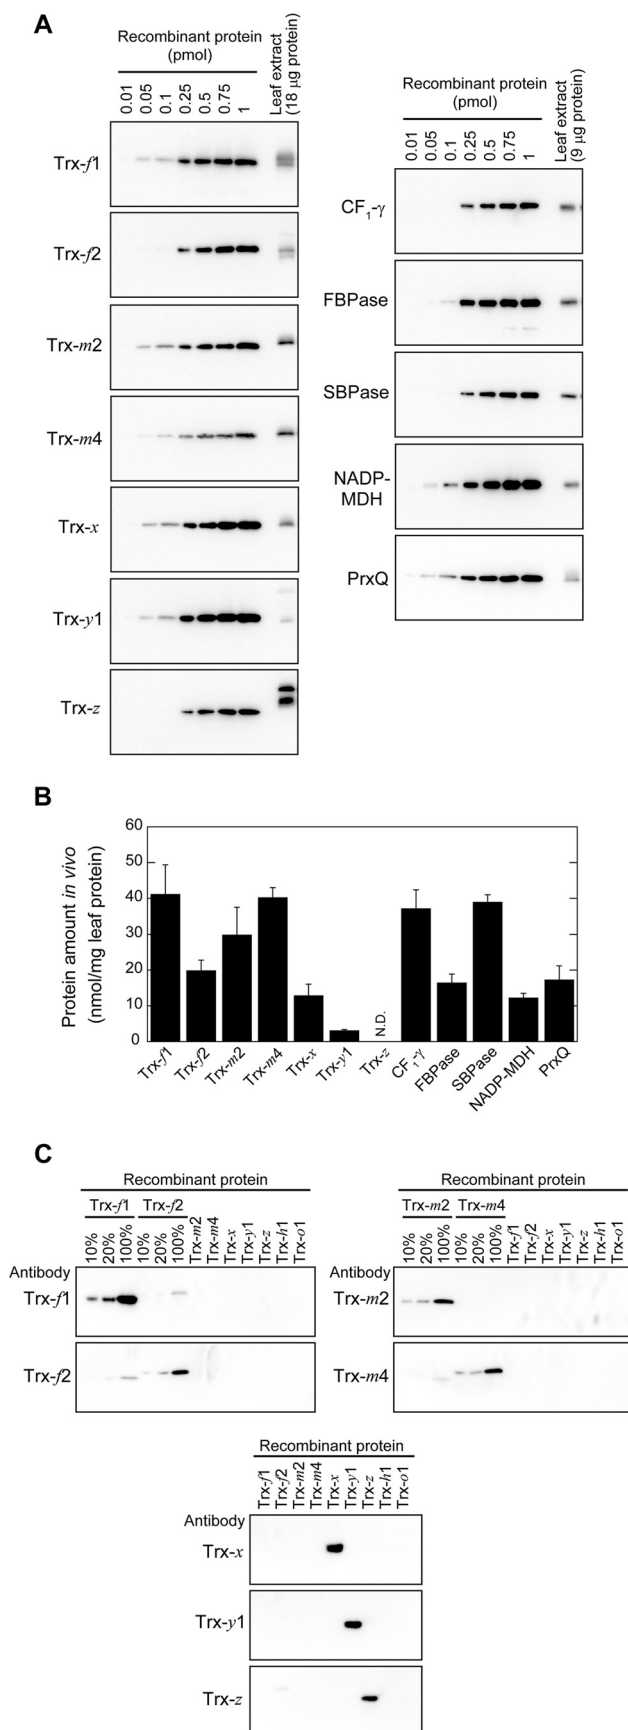 A
Recombinant protein
(pmol)
0.01
0.05
0.1
0.25
0.5
0.75
1
Leaf extract
(18 μg protein)
Trx-f1
Trx-f2
Trx-m2
Trx-m4
Trx-x
Trx-y1
Trx-z
Recombinant protein
(pmol)
0.01
0.05
0.1
0.25
0.5
0.75
1
Leaf extract
(9 μg protein)
CF1-γ
FBPase
SBPase
NADP-
MDH
PrxQ
B
Protein amount in vivo
(nmol/mg leaf protein)
60
50
40
30
20
10
0
N.D.
Trx-f1
Trx-f2
Trx-m2
Trx-m4
Trx-x
Trx-y1
Trx-z
CF1-γ
FBPase
SBPase
NADP-MDH
PrxQ
C
Recombinant protein
Trx-f1
Trx-f2
10%
20%
100%
10%
20%
100%
Trx-m2
Trx-m4
Trx-x
Trx-y1
Trx-z
Trx-h1
Trx-o1
Antibody
Trx-f1
Trx-f2
Recombinant protein
Trx-m2
Trx-m4
10%
20%
100%
10%
20%
100%
Trx-f1
Trx-f2
Trx-x
Trx-y1
Trx-z
Trx-h1
Trx-o1
Antibody
Trx-m2
Trx-m4
Recombinant protein
Trx-f1
Trx-f2
Trx-m2
Trx-m4
Trx-x
Trx-y1
Trx-z
Trx-h1
Trx-o1
Antibody
Trx-x
Trx-y1
Trx-z